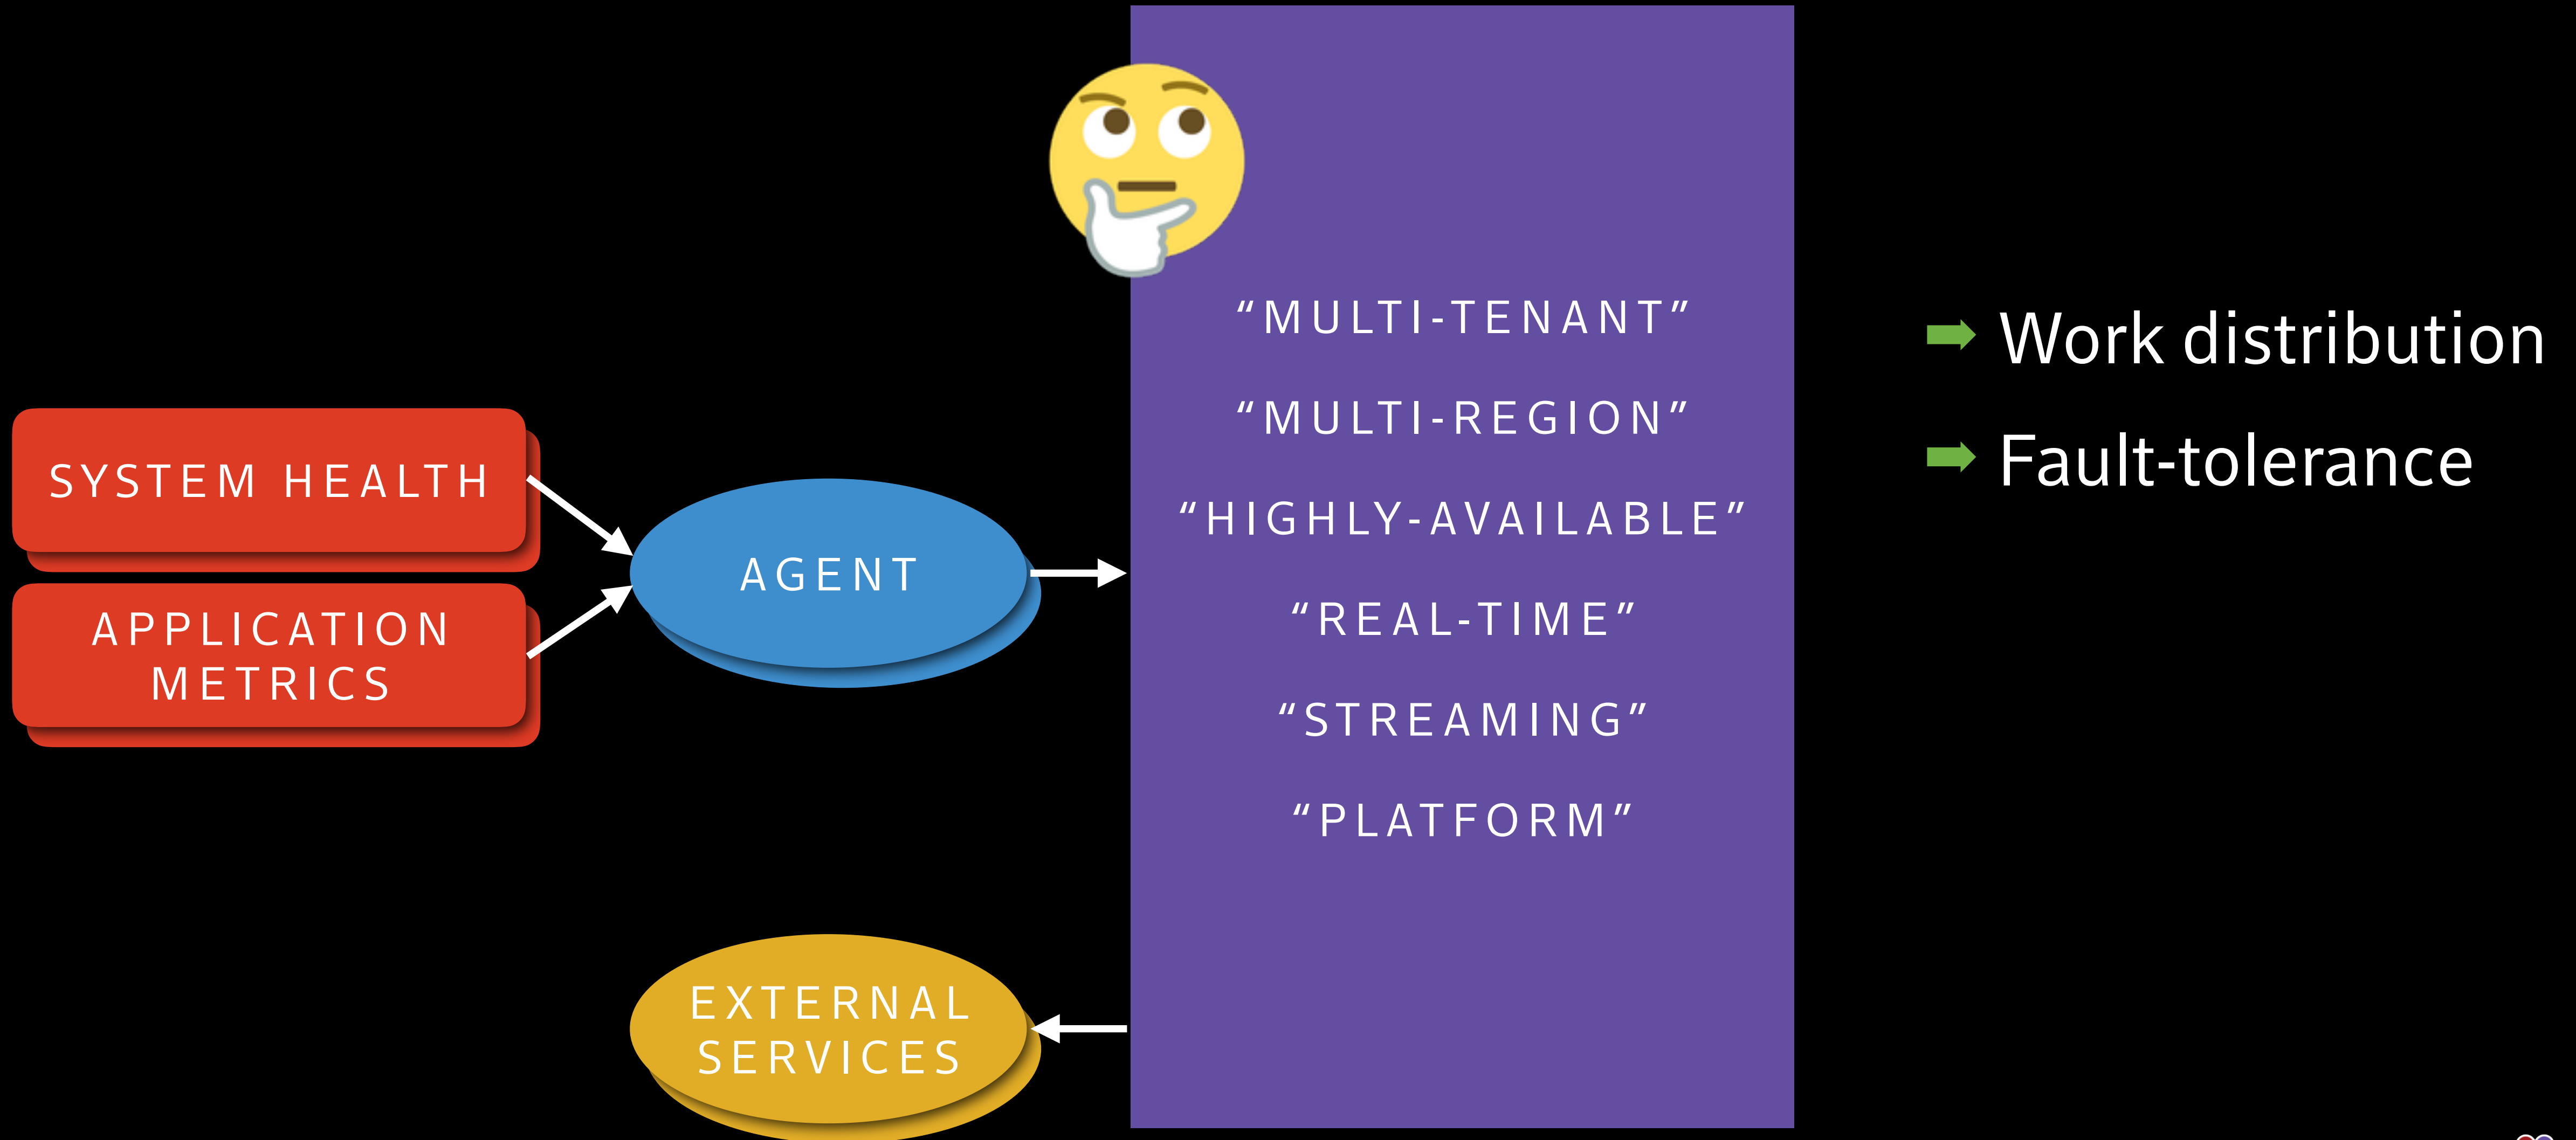 SYSTEM HEALTH
APPLICATION
METRICS
AGENT
EXTERNAL
SERVICES
“MULTI-TENANT”
“MULTI-REGION”
“HIGHLY-AVAILABLE”
“REAL-TIME”
“STREAMING”
“PLATFORM”
Work distribution
Fault-tolerance